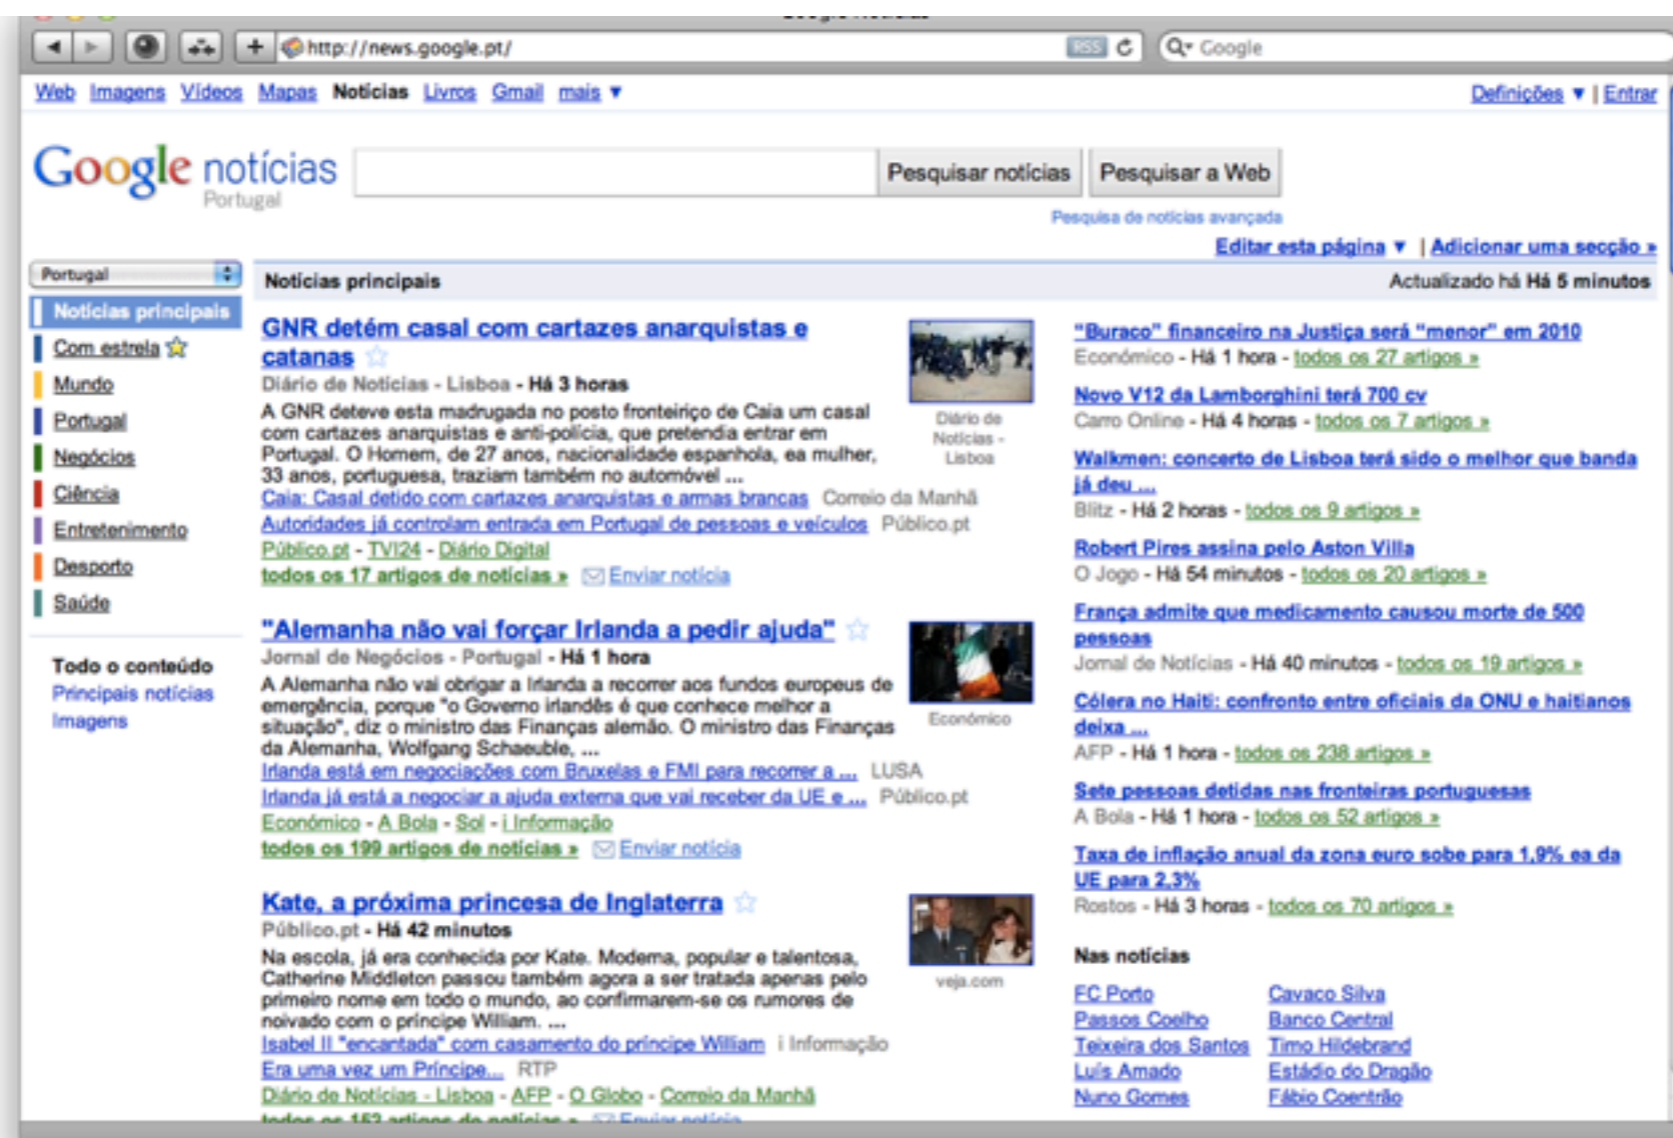 http://news.google.pt/
RSS
Google
Web Imagens Vídeos Mapas Notícias Livros Gmail mais ▼
Definições ▼ | Entrar
Google notícias
Portugal
Pesquisar notícias
Pesquisar a Web
Pesquisa de notícias avançada
Editar esta página ▼ | Adicionar uma secção »
Portugal
Notícias principais
Com estrela
Mundo
Portugal
Negócios
Ciência
Entretenimento
Desporto
Saúde
Todo o conteúdo
Principais notícias
Imagens
Notícias principais
Actualizado há Há 5 minutos
GNR detém casal com cartazes anarquistas e
catanas
Diário de Notícias - Lisboa - Há 3 horas
A GNR deteve esta madrugada no posto fronteiriço de Caia um casal
com cartazes anarquistas e anti-polícia, que pretendia entrar em
Portugal. O Homem, de 27 anos, nacionalidade espanhola, ea mulher,
33 anos, portuguesa, traziam também no automóvel ...
Caia: Casal detido com cartazes anarquistas e armas brancas Correio da Manhã
Autoridades já controlam entrada em Portugal de pessoas e veículos Público.pt
Público.pt - TVI24 - Diário Digital
todos os 17 artigos de notícias » Enviar notícia
Diário de
Notícias -
Lisboa
"Alemanha não vai forçar Irlanda a pedir ajuda"
Jornal de Negócios - Portugal - Há 1 hora
A Alemanha não vai obrigar a Irlanda a recorrer aos fundos europeus de
emergência, porque "o Governo irlandês é que conhece melhor a
situação", diz o ministro das Finanças alemão. O ministro das Finanças
da Alemanha, Wolfgang Schaeuble, ...
Irlanda está em negociações com Bruxelas e FMI para recorrer a ... LUSA
Irlanda já está a negociar a ajuda externa que vai receber da UE e ... Público.pt
Económico - A Bola - Sol - i Informação
todos os 199 artigos de notícias » Enviar notícia
Económico
Kate, a próxima princesa de Inglaterra
Público.pt - Há 42 minutos
Na escola, já era conhecida por Kate. Moderna, popular e talentosa,
Catherine Middleton passou também agora a ser tratada apenas pelo
primeiro nome em todo o mundo, ao confirmarem-se os rumores de
noivado com o príncipe William. ...
Isabel II "encantada" com casamento do príncipe William i Informação
Era uma vez um Príncipe... RTP
Diário de Notícias - Lisboa - AFP - O Globo - Correio da Manhã
todos os 152 artigos de notícias » Enviar notícia
veja.com
"Buraco" financeiro na Justiça será "menor" em 2010
Económico - Há 1 hora - todos os 27 artigos »
Novo V12 da Lamborghini terá 700 cv
Carro Online - Há 4 horas - todos os 7 artigos »
Walkmen: concerto de Lisboa terá sido o melhor que banda
já deu ...
Blitz - Há 2 horas - todos os 9 artigos »
Robert Pires assina pelo Aston Villa
O Jogo - Há 54 minutos - todos os 20 artigos »
França admite que medicamento causou morte de 500
pessoas
Jornal de Notícias - Há 40 minutos - todos os 19 artigos »
Cólera no Haiti: confronto entre oficiais da ONU e haitianos
deixa ...
AFP - Há 1 hora - todos os 238 artigos »
Sete pessoas detidas nas fronteiras portuguesas
A Bola - Há 1 hora - todos os 52 artigos »
Taxa de inflação anual da zona euro sobe para 1,9% ea da
UE para 2,3%
Rostos - Há 3 horas - todos os 70 artigos »
Nas notícias
FC Porto Cavaco Silva
Passos Coelho Banco Central
Teixeira dos Santos Timo Hildebrand
Luís Amado Estádio do Dragão
Nuno Gomes Fábio Coentrão